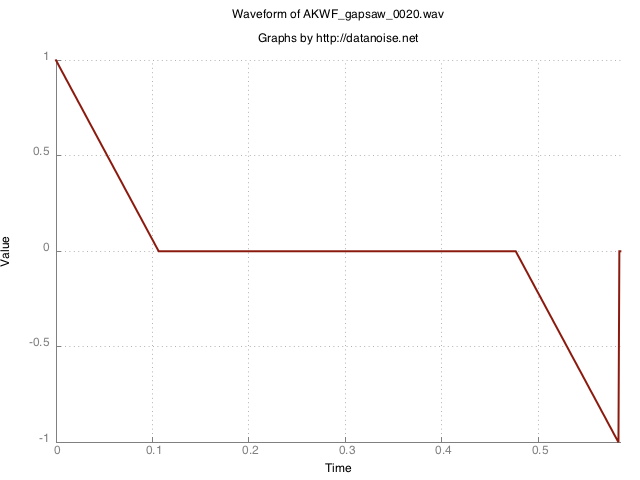 Waveform of AKWF_gapsaw_0020.wav
Graphs by http://datanoise.net
1
0.5
0
-0.5
-1
Value
0 0.1 0.2 0.3 0.4 0.5
Time